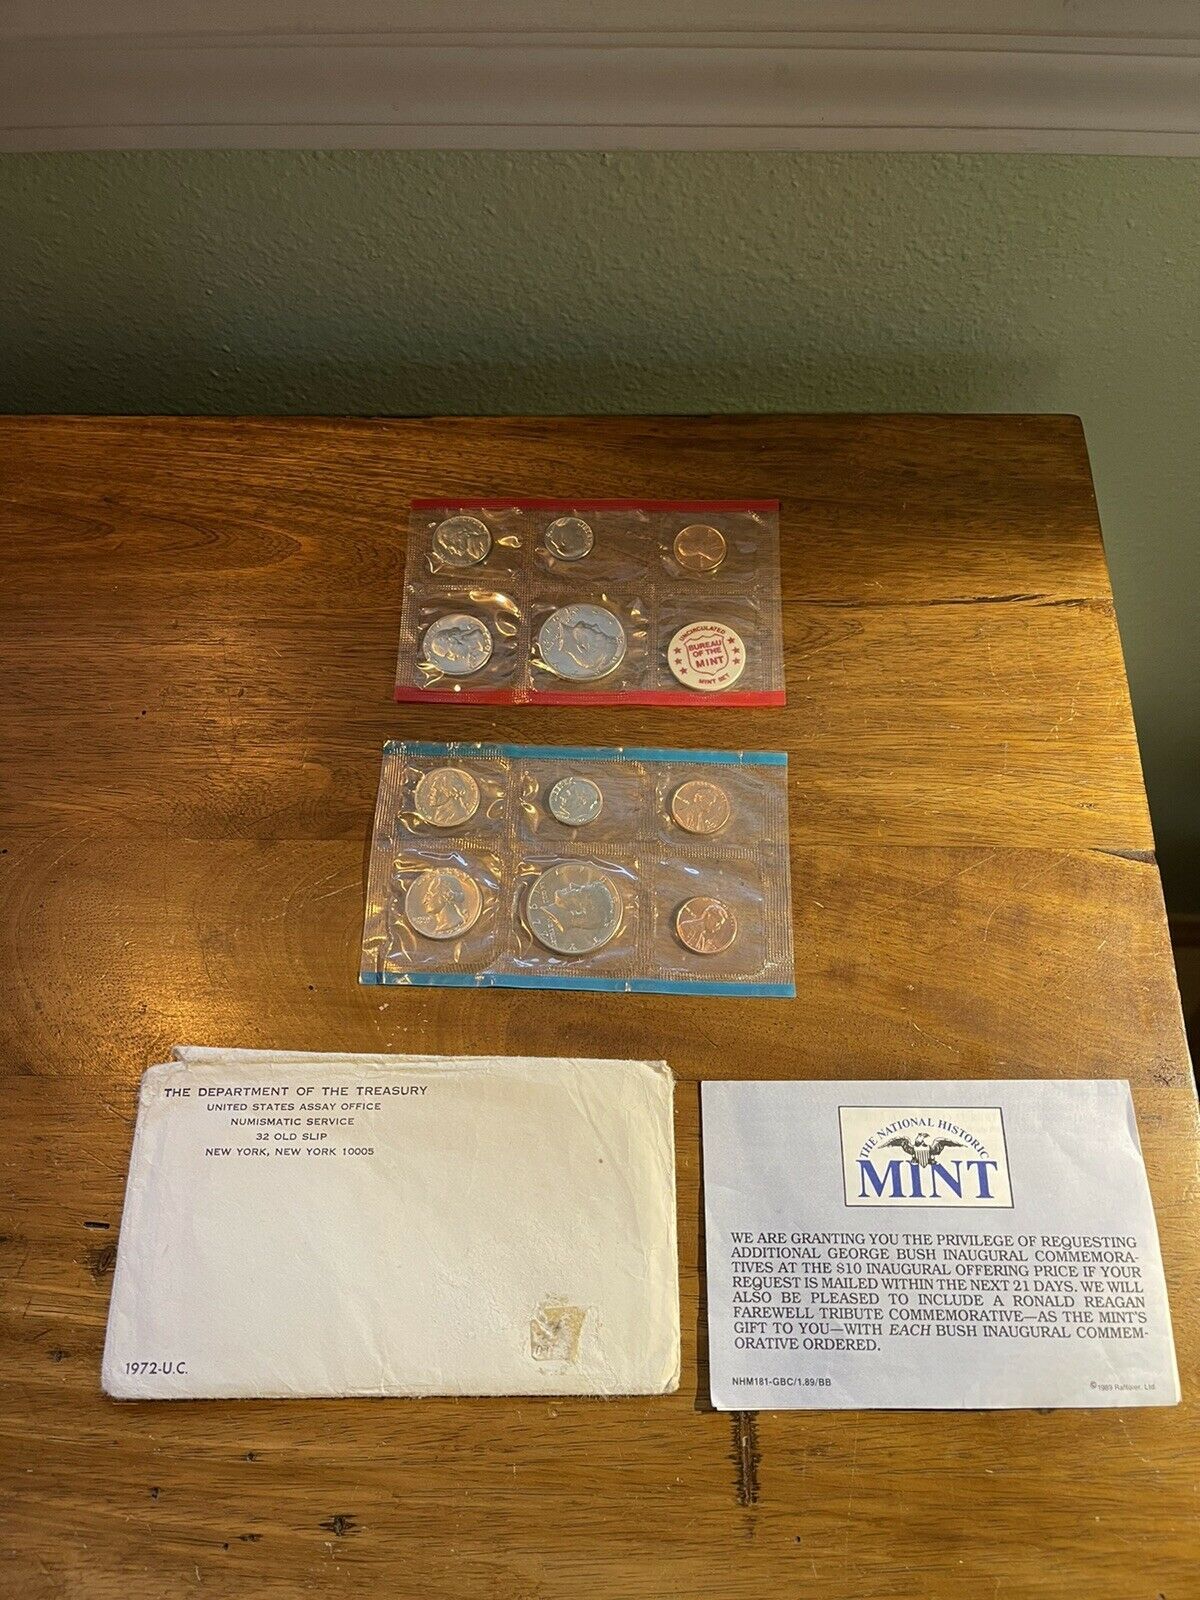 UNCIRCULATED
BUREAU
OF THE
MINT
MINT SET
THE DEPARTMENT OF THE TREASURY
UNITED STATES ASSAY OFFICE
NUMISMATIC SERVICE
32 OLD SLIP
NEW YORK, NEW YORK 10005
1972-U.C.
THE NATIONAL HISTORIC
MINT
WE ARE GRANTING YOU THE PRIVILEGE OF REQUESTING
ADDITIONAL GEORGE BUSH INAUGURAL COMMEMORA-
TIVES AT THE $10 INAUGURAL OFFERING PRICE IF YOUR
REQUEST IS MAILED WITHIN THE NEXT 21 DAYS. WE WILL
ALSO BE PLEASED TO INCLUDE A RONALD REAGAN
FAREWELL TRIBUTE COMMEMORATIVE—AS THE MINT'S
GIFT TO YOU—WITH EACH BUSH INAUGURAL COMMEM-
ORATIVE ORDERED.
NHM181-GBC/1.89/BB
©1989 Ltd.